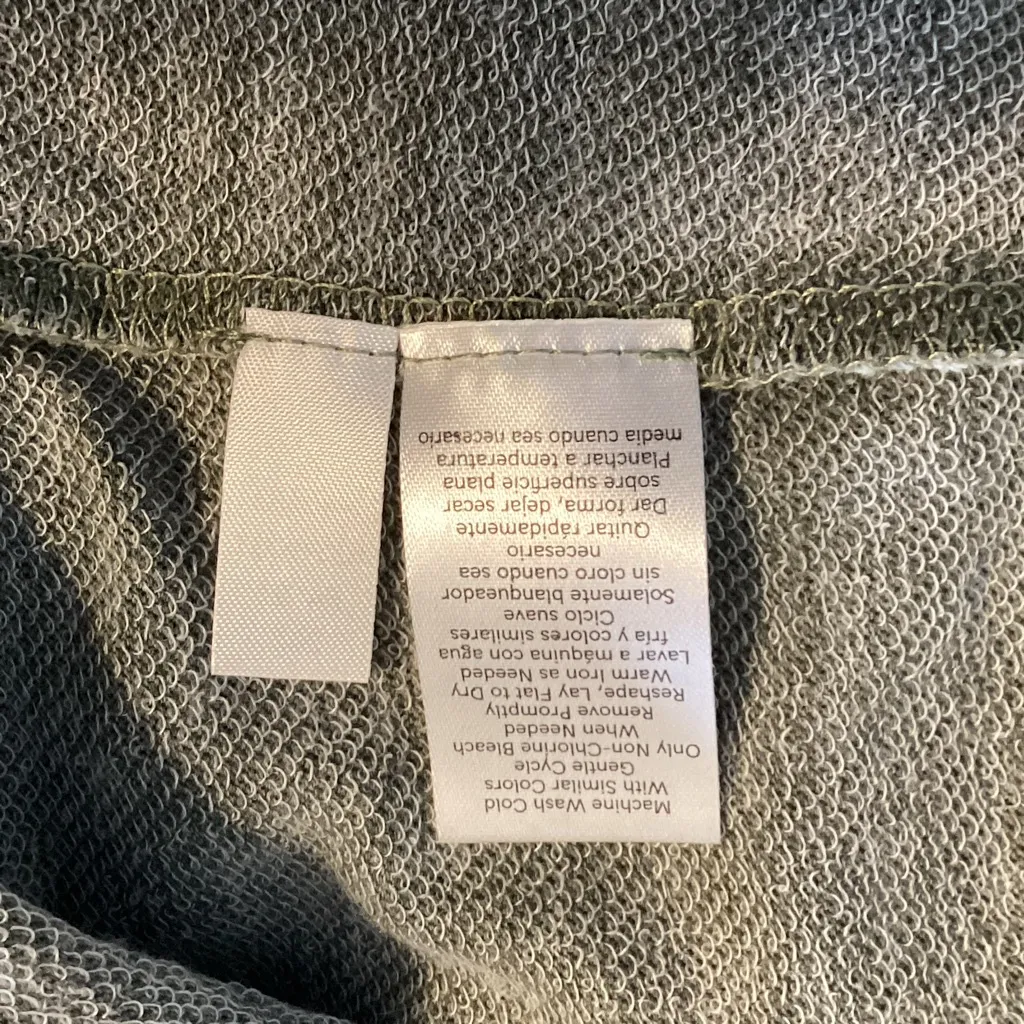 Machine Wash Cold
With Similar Colors
Gentle Cycle
Only Non-Chlorine Bleach
When Needed
Remove Promptly
Reshape, Lay Flat to Dry
Warm Iron as Needed
Lavar a máquina con agua
fría y colores similares
Ciclo suave
Solamente blanqueador
sin cloro cuando sea
necesario
Quitar rápidamente
Dar forma, dejar secar
sobre superficie plana
Planchar a temperatura
media cuando sea necesario